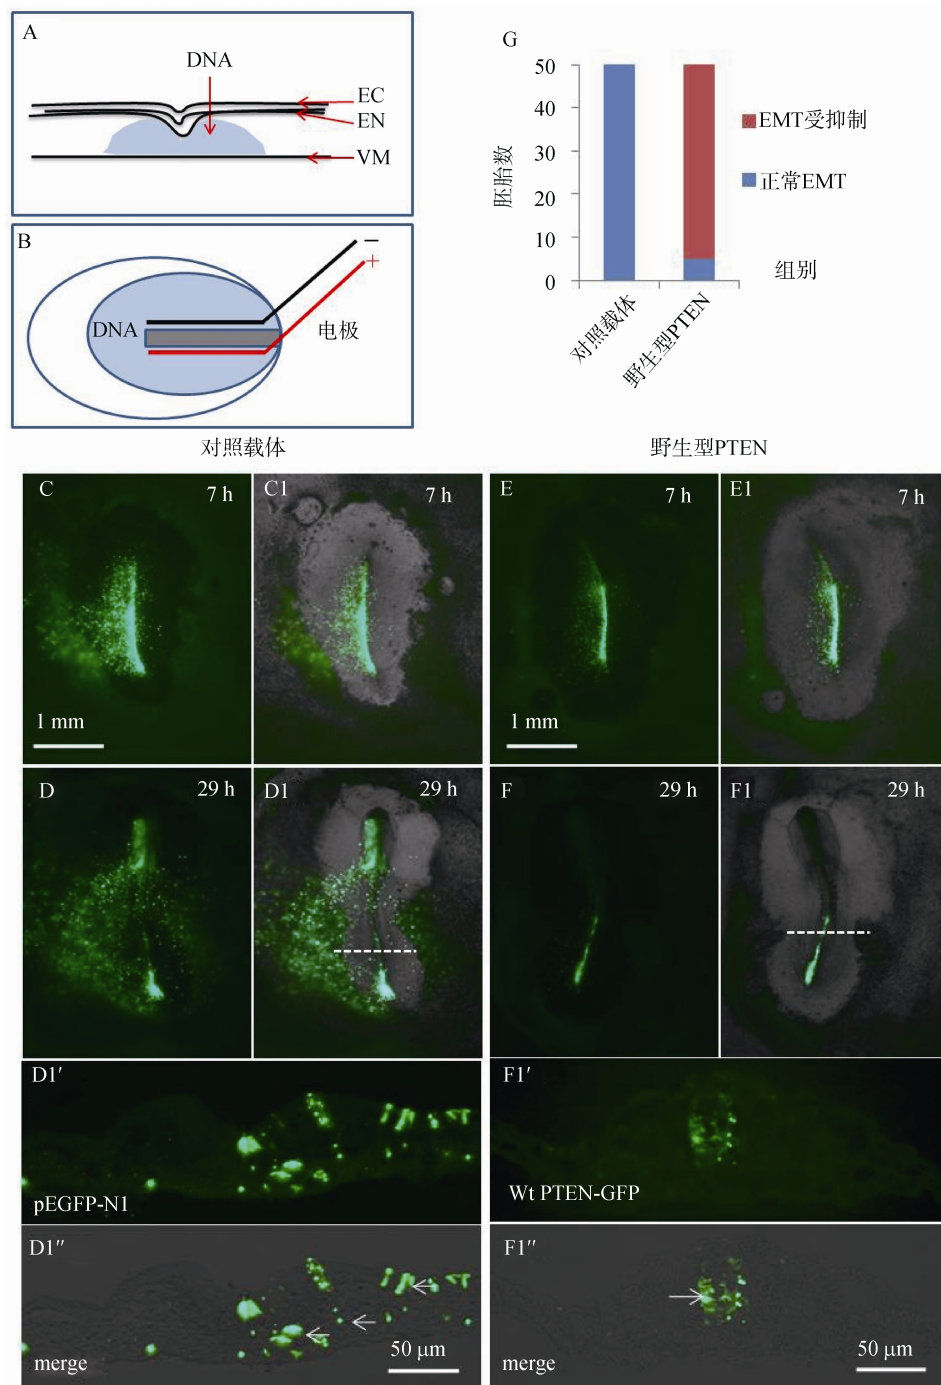 A
DNA
EC
EN
VM
B
DNA
电极
−
+
G
50
40
30
20
10
0
胚胎数
EMT受抑制
正常EMT
组别
对照载体
野生型PTEN
对照载体
野生型PTEN
C
7 h
1 mm
C1
7 h
E
7 h
1 mm
E1
7 h
D
29 h
D1
29 h
F
29 h
F1
29 h
D1′
pEGFP-N1
F1′
Wt PTEN-GFP
D1″
merge
50 μm
F1″
merge
50 μm